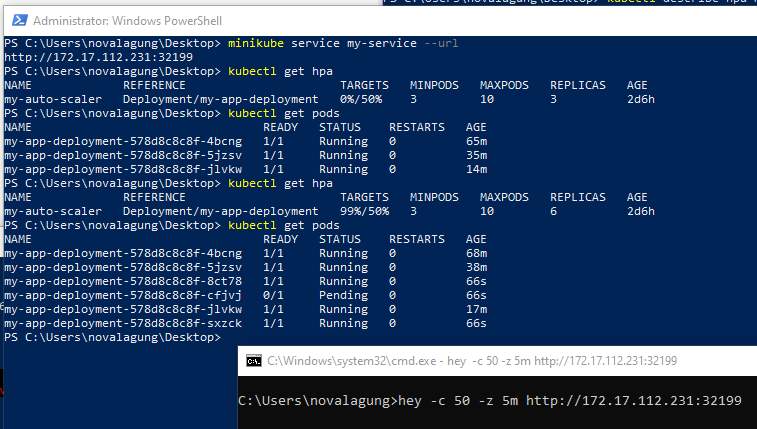 kubectl describe hpa
Administrator: Windows PowerShell
PS C:\Users\novalagung\Desktop> minikube service my-service --url
http://172.17.112.231:32199
PS C:\Users\novalagung\Desktop> kubectl get hpa
NAME REFERENCE TARGETS MINPODS MAXPODS REPLICAS AGE
my-auto-scaler Deployment/my-app-deployment 0%/50% 3 10 3 2d6h
PS C:\Users\novalagung\Desktop> kubectl get pods
NAME READY STATUS RESTARTS AGE
my-app-deployment-578d8c8c8f-4bcng 1/1 Running 0 65m
my-app-deployment-578d8c8c8f-5jzsv 1/1 Running 0 35m
my-app-deployment-578d8c8c8f-jlvkw 1/1 Running 0 14m
PS C:\Users\novalagung\Desktop> kubectl get hpa
NAME REFERENCE TARGETS MINPODS MAXPODS REPLICAS AGE
my-auto-scaler Deployment/my-app-deployment 99%/50% 3 10 6 2d6h
PS C:\Users\novalagung\Desktop> kubectl get pods
NAME READY STATUS RESTARTS AGE
my-app-deployment-578d8c8c8f-4bcng 1/1 Running 0 68m
my-app-deployment-578d8c8c8f-5jzsv 1/1 Running 0 38m
my-app-deployment-578d8c8c8f-8ct78 1/1 Running 0 66s
my-app-deployment-578d8c8c8f-cfjvj 0/1 Pending 0 66s
my-app-deployment-578d8c8c8f-jlvkw 1/1 Running 0 17m
my-app-deployment-578d8c8c8f-sxzck 1/1 Running 0 66s
PS C:\Users\novalagung\Desktop>
C:\Windows\system32\cmd.exe - hey -c 50 -z 5m http://172.17.112.231:32199
C:\Users\novalagung>hey -c 50 -z 5m http://172.17.112.231:32199